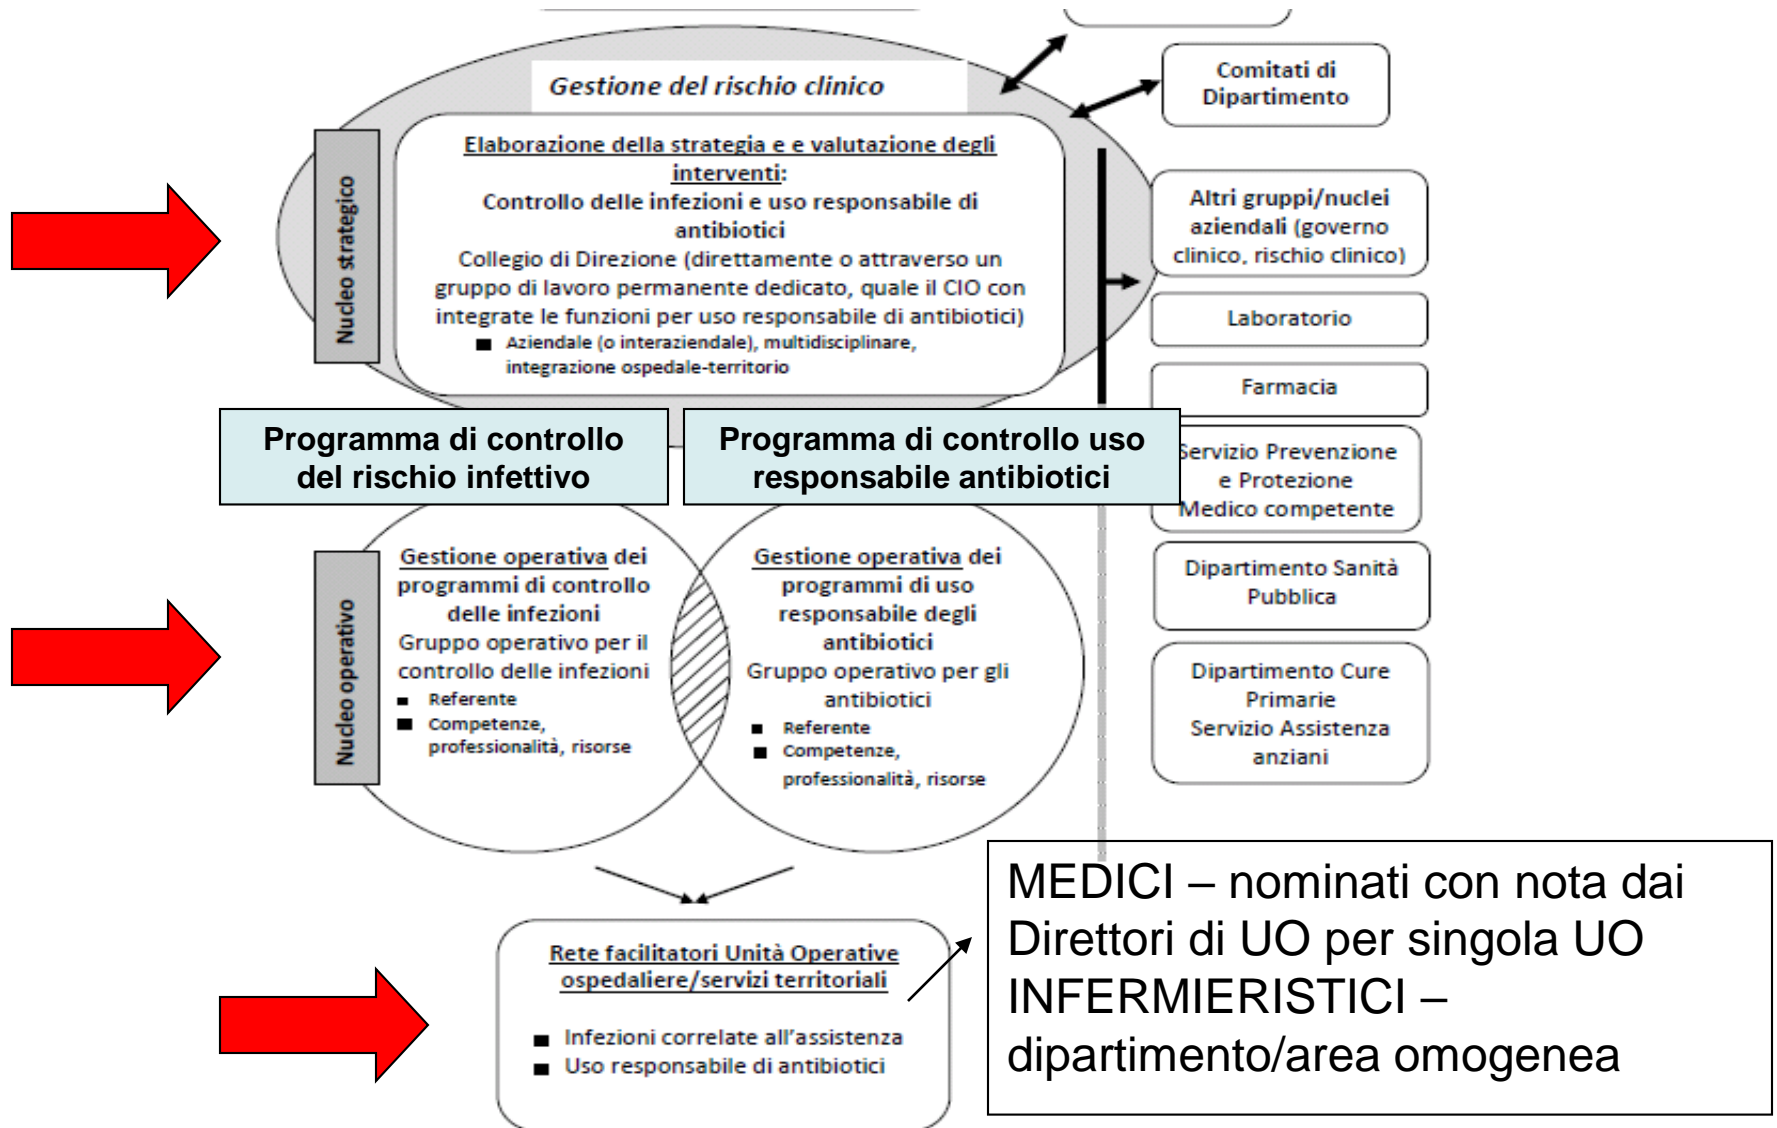 Gestione del rischio clinico
Nucleo strategico
Elaborazione della strategia e e valutazione degli
interventi:
Controllo delle infezioni e uso responsabile di
antibiotici
Collegio di Direzione (direttamente o attraverso un
gruppo di lavoro permanente dedicato, quale il CIO con
integrate le funzioni per uso responsabile di antibiotici)
■ Aziendale (o interaziendale), multidisciplinare,
integrazione ospedale-territorio
Comitati di
Dipartimento
Altri gruppi/nuclei
aziendali (governo
clinico, rischio clinico)
Laboratorio
Farmacia
Servizio Prevenzione
e Protezione
Medico competente
Dipartimento Sanità
Pubblica
Dipartimento Cure
Primarie
Servizio Assistenza
anziani
Programma di controllo
del rischio infettivo
Programma di controllo uso
responsabile antibiotici
Nucleo operativo
Gestione operativa dei
programmi di controllo
delle infezioni
Gruppo operativo per il
controllo delle infezioni
■ Referente
■ Competenze,
professionalità, risorse
Gestione operativa dei
programmi di uso
responsabile degli
antibiotici
Gruppo operativo per gli
antibiotici
■ Referente
■ Competenze,
professionalità, risorse
Rete facilitatori Unità Operative
ospedaliere/servizi territoriali
■ Infezioni correlate all'assistenza
■ Uso responsabile di antibiotici
MEDICI – nominati con nota dai
Direttori di UO per singola UO
INFERMIERISTICI –
dipartimento/area omogenea